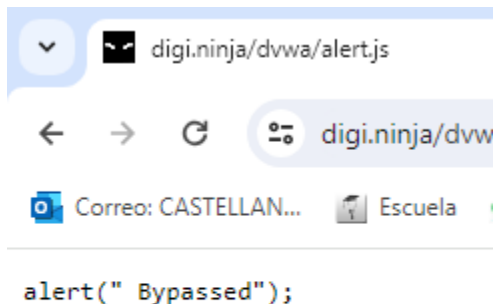 digi.ninja/dvwa/alert.js
digi.ninja/dvw
Correo: CASTELLAN... Escuela
alert(" Bypassed");